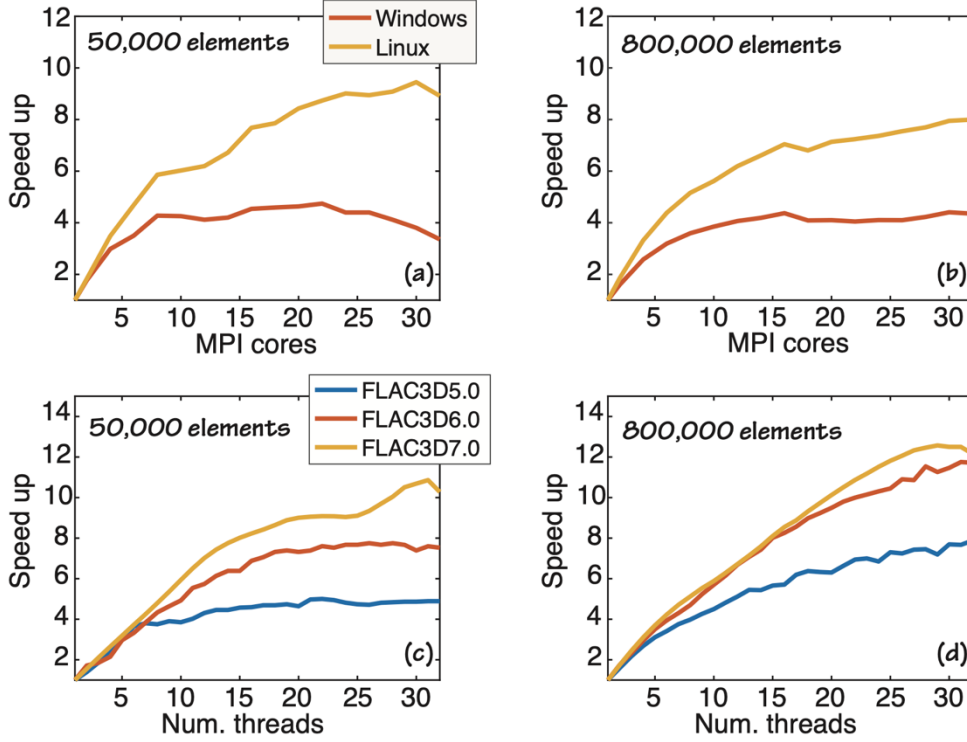 Windows
Linux
50,000 elements
12
10
8
6
4
2
Speed up
5
10
15
20
25
30
MPI cores
(a)
800,000 elements
12
10
8
6
4
2
Speed up
5
10
15
20
25
30
MPI cores
(b)
FLAC3D5.0
FLAC3D6.0
FLAC3D7.0
50,000 elements
14
12
10
8
6
4
2
Speed up
5
10
15
20
25
30
Num. threads
(c)
800,000 elements
14
12
10
8
6
4
2
Speed up
5
10
15
20
25
30
Num. threads
(d)